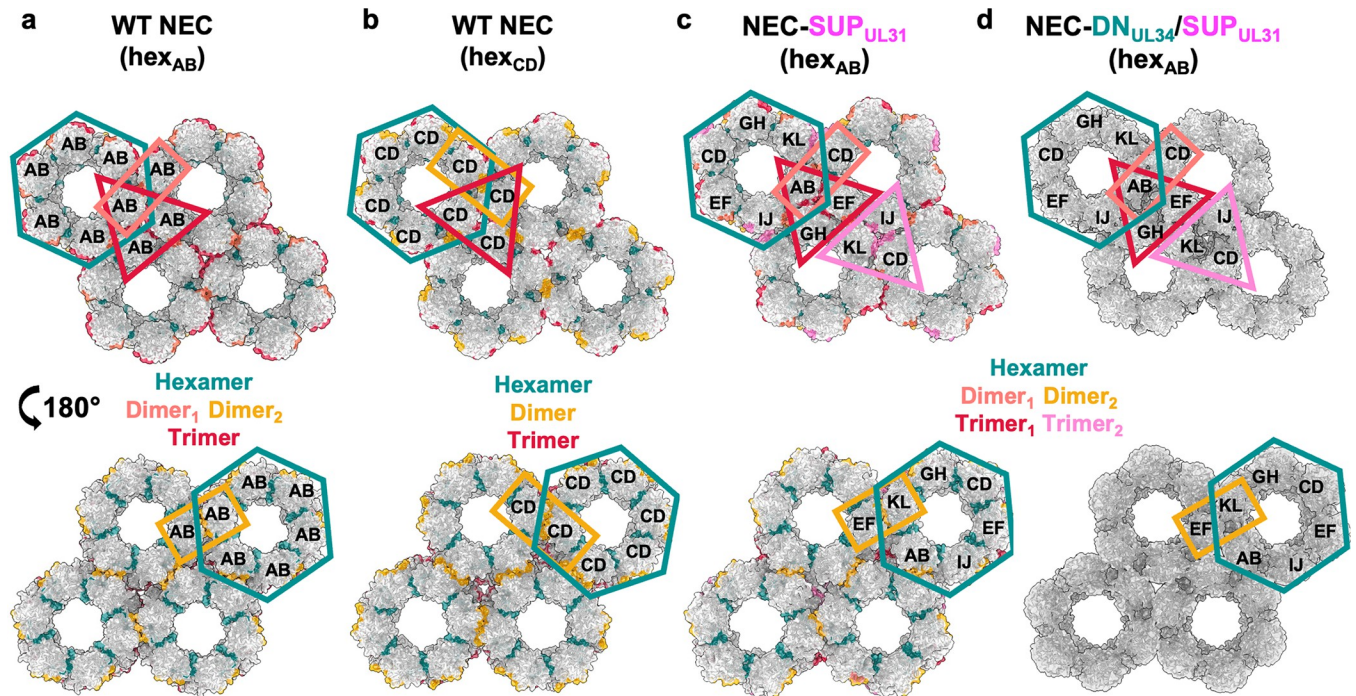 a
WT NEC
(hexAB)
b
WT NEC
(hexCD)
c
NEC-SUPUL31
(hexAB)
d
NEC-DNUL34/SUPUL31
(hexAB)
AB
AB
AB
AB
AB
AB
AB
AB
AB
CD
CD
CD
CD
CD
CD
CD
CD
CD
GH
KL
CD
CD
AB
EF
EF
IJ
IJ
GH
KL
CD
GH
KL
CD
CD
AB
EF
EF
IJ
IJ
GH
KL
CD
180°
Hexamer
Dimer1 Dimer2
Trimer
Hexamer
Dimer
Trimer
Hexamer
Dimer1 Dimer2
Trimer1 Trimer2
AB
AB
AB
AB
AB
AB
AB
CD
CD
CD
CD
CD
CD
CD
GH
CD
KL
EF
EF
AB
IJ
GH
CD
KL
EF
EF
AB
IJ